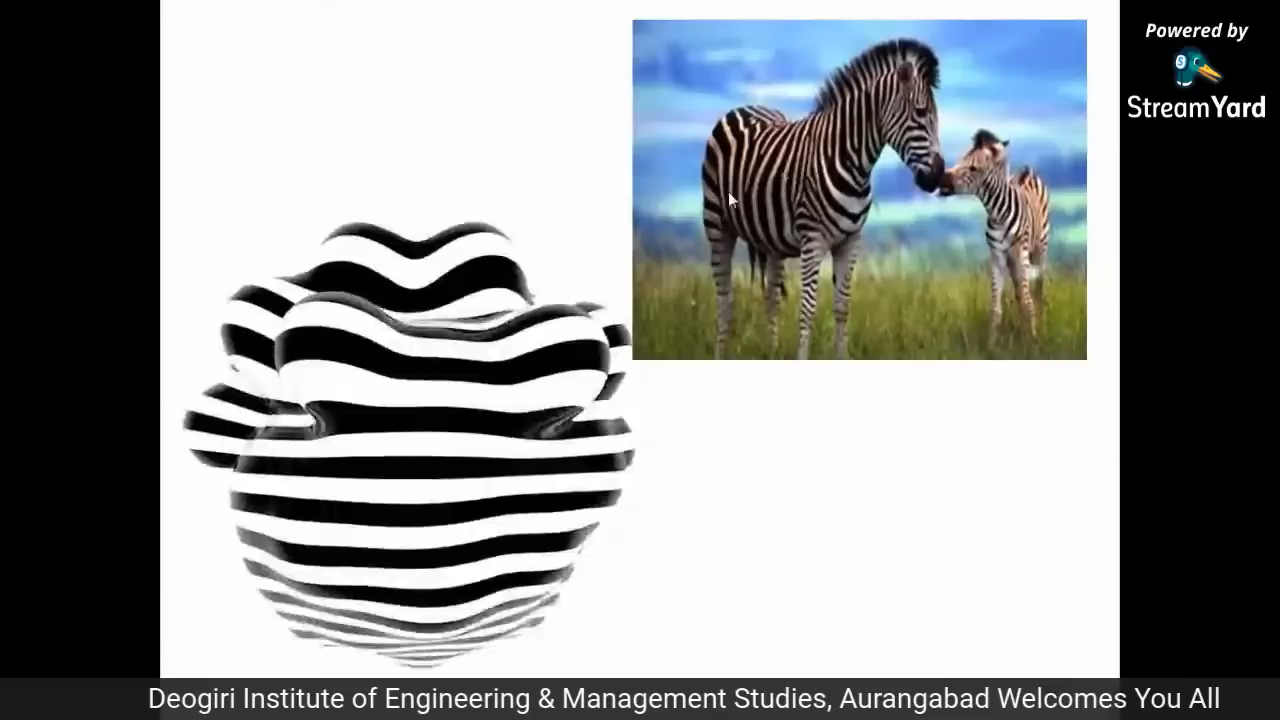 Powered by
StreamYard
Deogiri Institute of Engineering & Management Studies, Aurangabad Welcomes You All